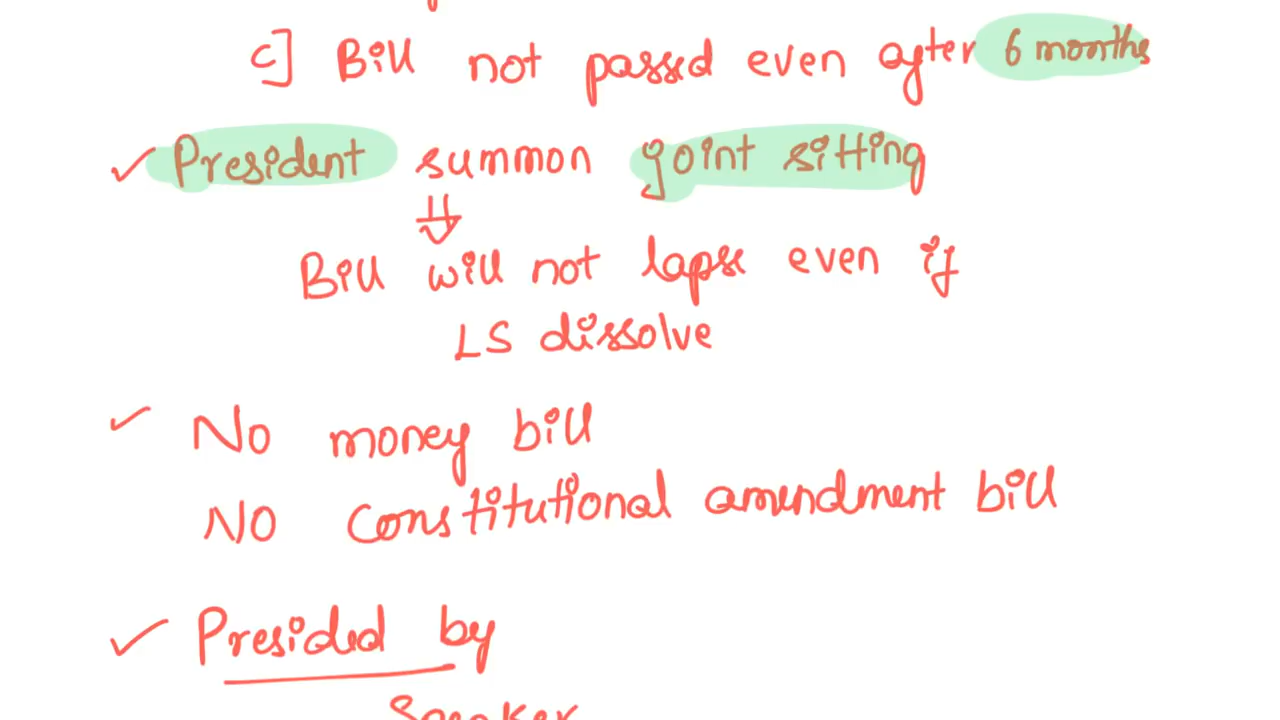 c] Bill not passed even after 6 months
President summon joint sitting
Bill will not lapse even if
LS dissolve
No money bill
No constitutional amendment bill
Presided by
Speaker